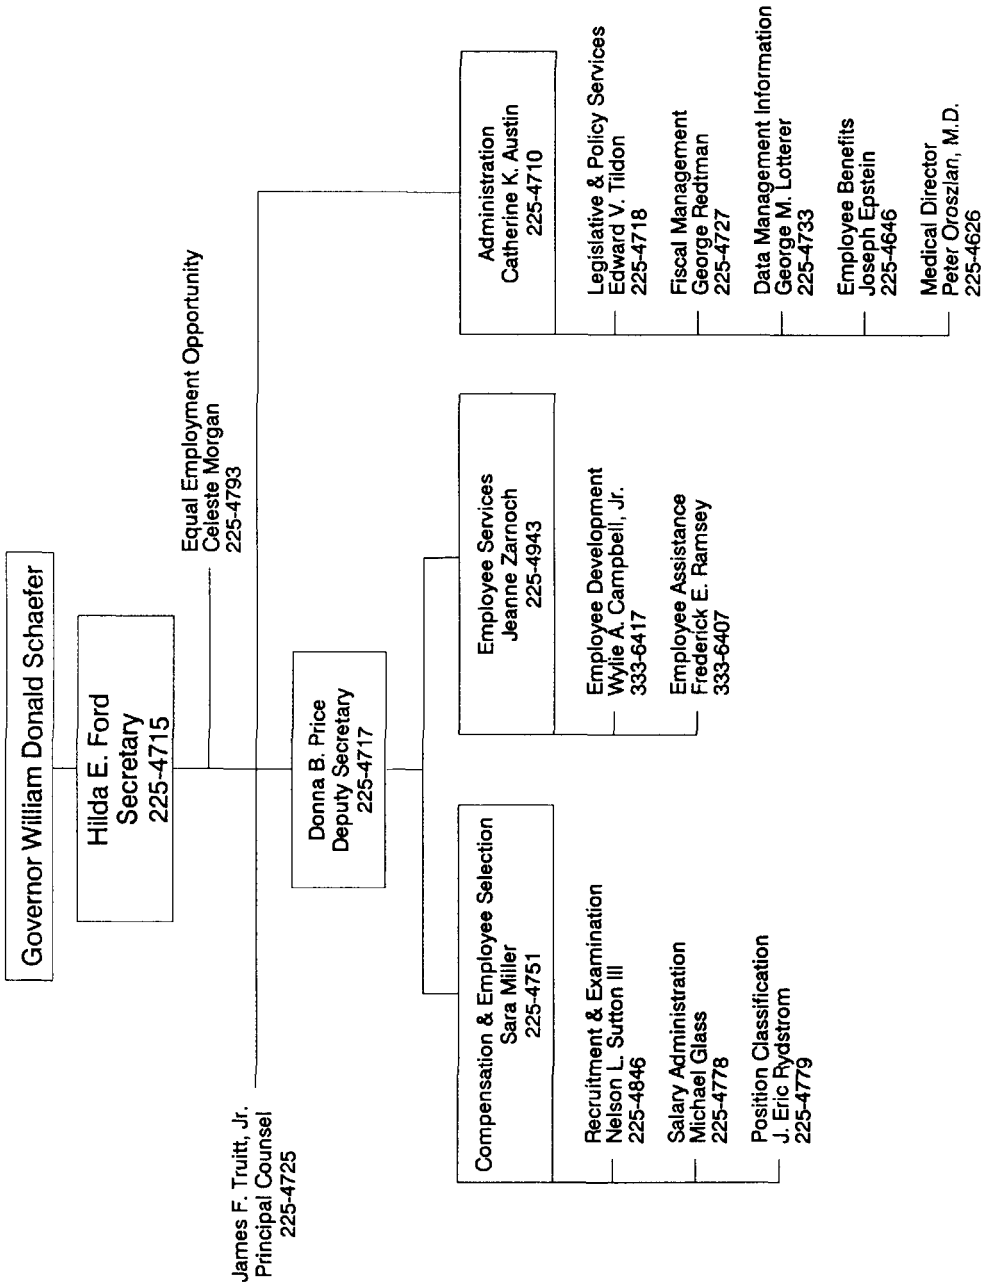 Governor William Donald Schaefer
Hilda E. Ford
Secretary
225-4715
Equal Employment Opportunity
Celeste Morgan
225-4793
James F. Truitt, Jr.
Principal Counsel
225-4725
Donna B. Price
Deputy Secretary
225-4717
Compensation & Employee Selection
Sara Miller
225-4751
Recruitment & Examination
Nelson L. Sutton III
225-4846
Salary Administration
Michael Glass
225-4778
Position Classification
J. Eric Rydstrom
225-4779
Employee Services
Jeanne Zarnoch
225-4943
Employee Development
Wylie A. Campbell, Jr.
333-6417
Employee Assistance
Frederick E. Ramsey
333-6407
Administration
Catherine K. Austin
225-4710
Legislative & Policy Services
Edward V. Tildon
225-4718
Fiscal Management
George Redtman
225-4727
Data Management Information
George M. Lotterer
225-4733
Employee Benefits
Joseph Epstein
225-4646
Medical Director
Peter Oroszlan, M.D.
225-4626